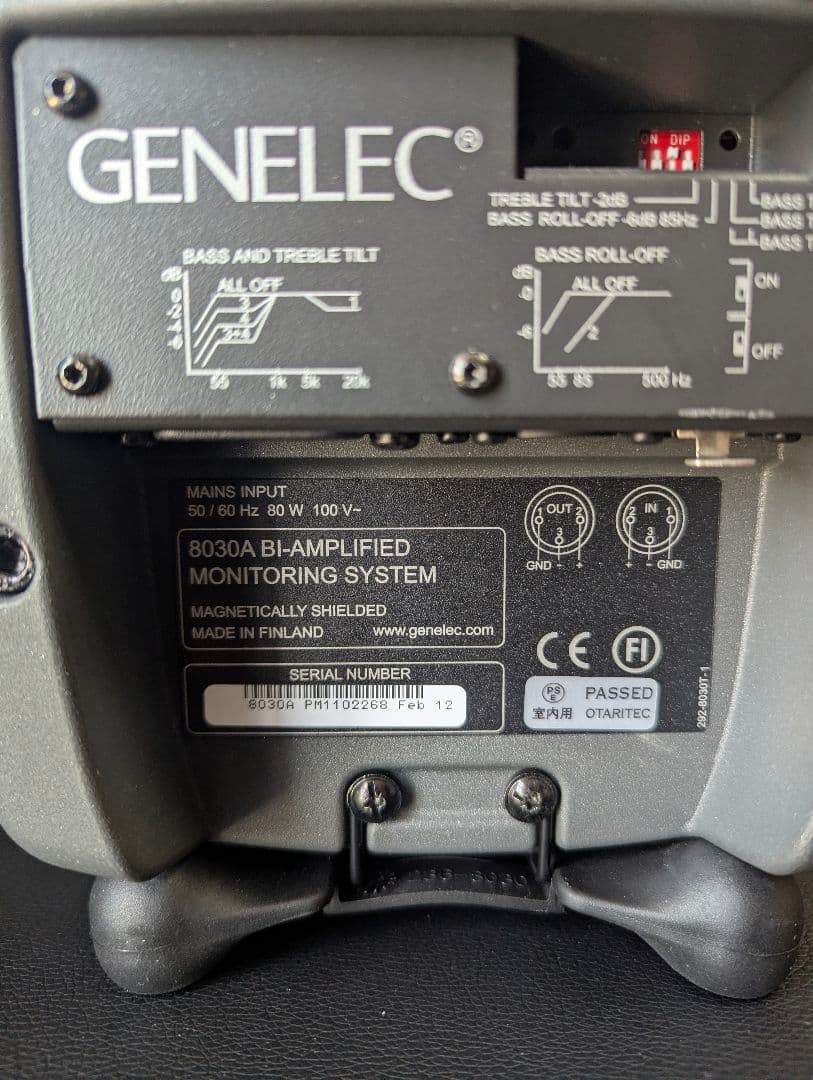 GENELEC®
ON DIP
TREBLE TILT -2dB
BASS ROLL-OFF -6dB 85Hz
BASS T
BASS T
BASS T
BASS AND TREBLE TILT
dB
ALL OFF
0
-2
-4
-6
3
4
3+4
1
50 1k 5k 20k
BASS ROLL-OFF
dB
ALL OFF
0
-6
2
55 85 500 Hz
ON
OFF
MAINS INPUT
50 / 60 Hz 80 W 100 V~
8030A BI-AMPLIFIED
MONITORING SYSTEM
MAGNETICALLY SHIELDED
MADE IN FINLAND www.genelec.com
SERIAL NUMBER
8030A PM1102268 Feb 12
1 OUT 2
3
GND - +
2 IN 1
3
+ - GND
CE FI
PS
E
PASSED
室内用 OTARITEC
292-8030T-1